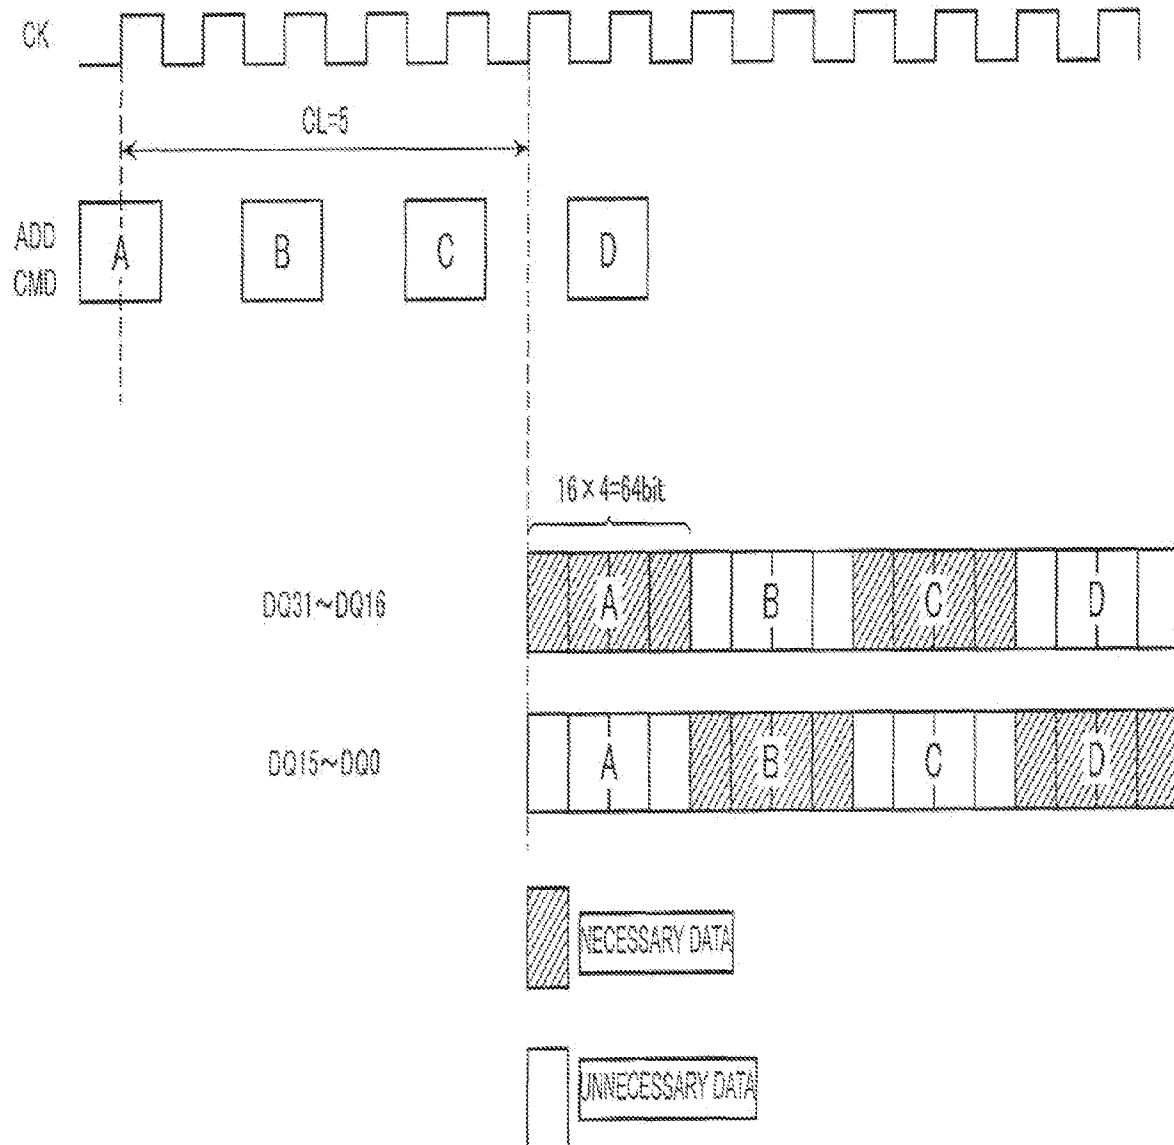 CK
CL=5
ADD
CMD
A
B
C
D
16×4=64bit
DQ31~DQ16
A
B
C
D
DQ15~DQ0
A
B
C
D
NECESSARY DATA
UNNECESSARY DATA